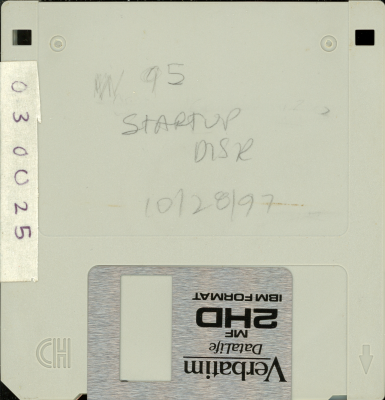 W 95
STARTUP
DISK
10/28/97
030025
Verbatim
DataLife
MF
2HD
IBM FORMAT